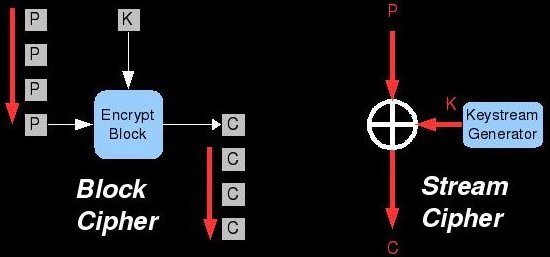 P
P
P
P
K
Encrypt
Block
C
C
C
C
Block
Cipher
P
K
Keystream
Generator
Stream
Cipher
C